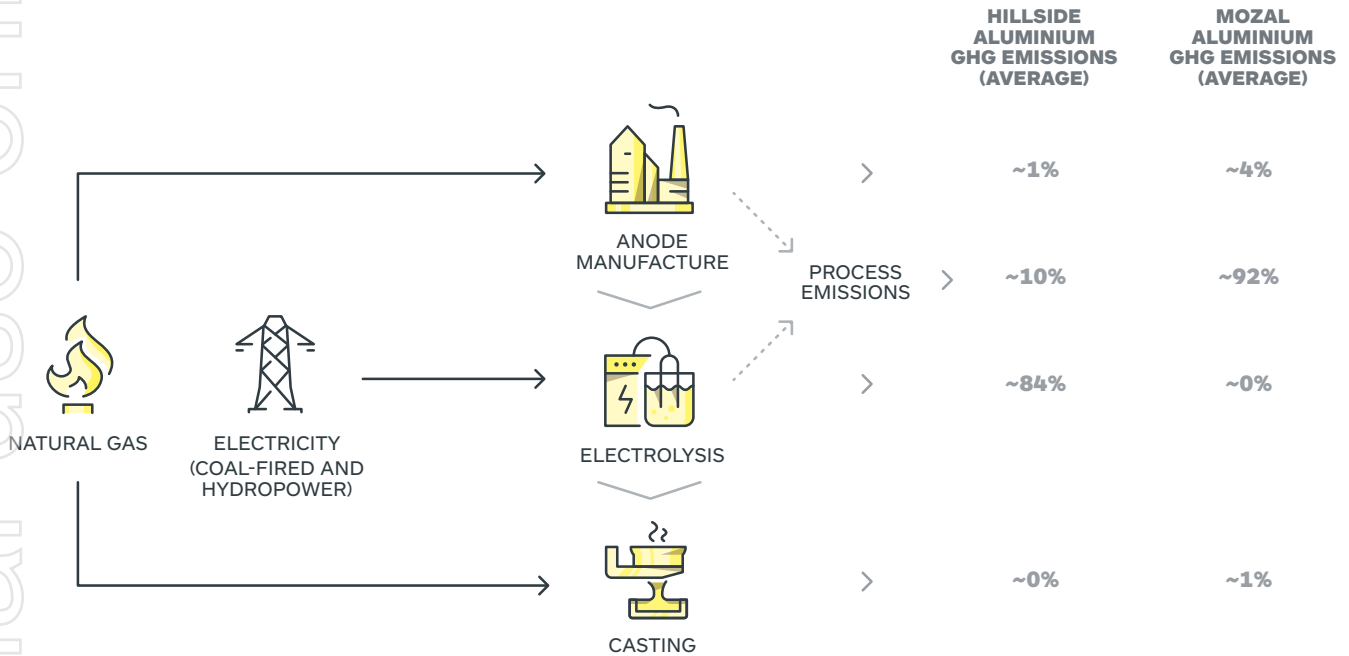 HILLSIDE
ALUMINIUM
GHG EMISSIONS
(AVERAGE)
MOZAL
ALUMINIUM
GHG EMISSIONS
(AVERAGE)
~1%
~4%
ANODE
MANUFACTURE
PROCESS
EMISSIONS
~10%
~92%
~84%
~0%
NATURAL GAS
ELECTRICITY
(COAL-FIRED AND
HYDROPOWER)
ELECTROLYSIS
~0%
~1%
CASTING